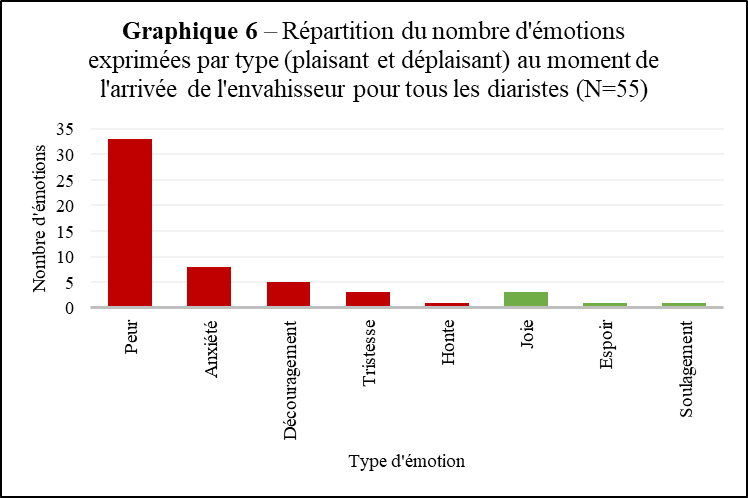 Graphique 6 – Répartition du nombre d'émotions
exprimées par type (plaisant et déplaisant) au moment de
l'arrivée de l'envahisseur pour tous les diaristes (N=55)
Nombre d'émotions
35
30
25
20
15
10
5
0
Peur
Anxiété
Découragement
Tristesse
Honte
Joie
Espoir
Soulagement
Type d'émotion